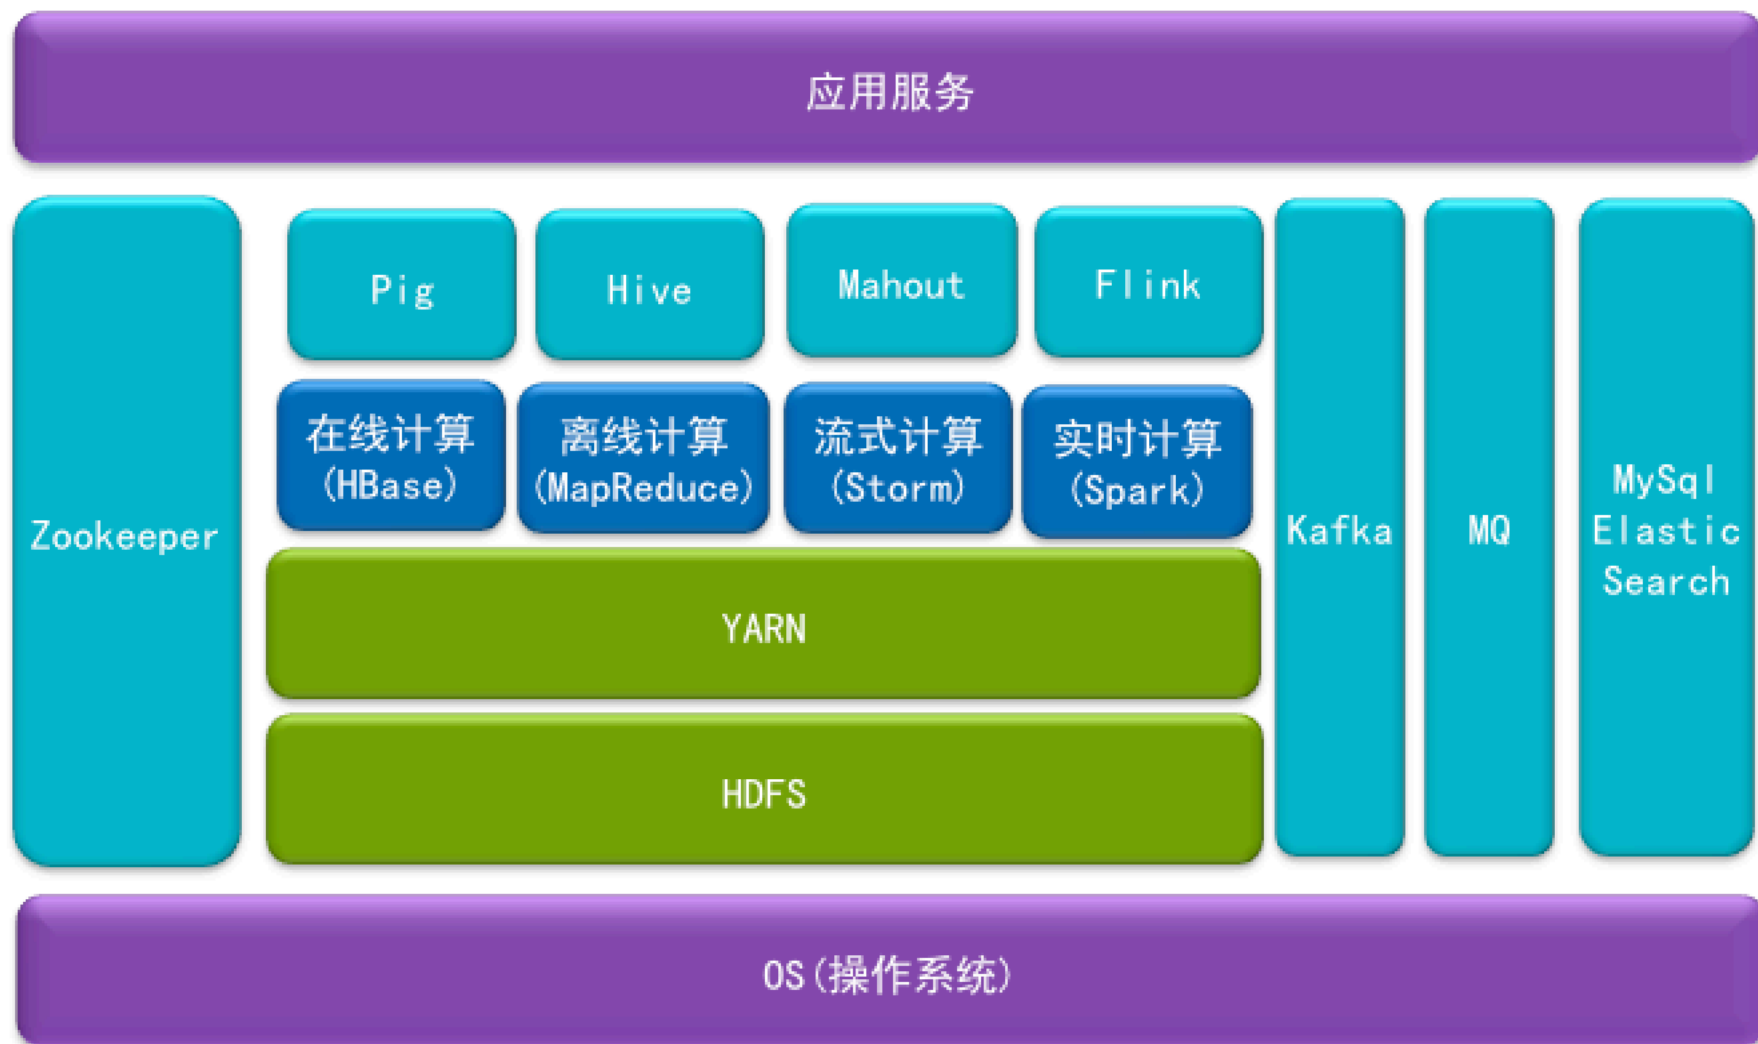 应用服务
Zookeeper
Pig
Hive
Mahout
Flink
在线计算
(HBase)
离线计算
(MapReduce)
流式计算
(Storm)
实时计算
(Spark)
YARN
HDFS
Kafka
MQ
MySql
Elastic
Search
OS(操作系统)